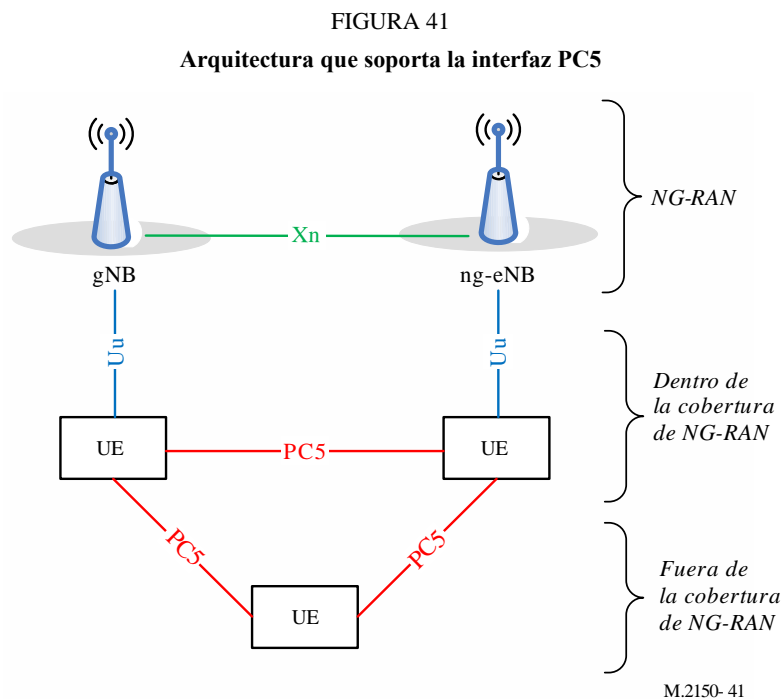 FIGURA 41
Arquitectura que soporta la interfaz PC5
NG-RAN
Xn
gNB
ng-eNB
Uu
Uu
Dentro de
la cobertura
de NG-RAN
UE
PC5
UE
PC5
PC5
Fuera de
la cobertura
de NG-RAN
UE
M.2150- 41